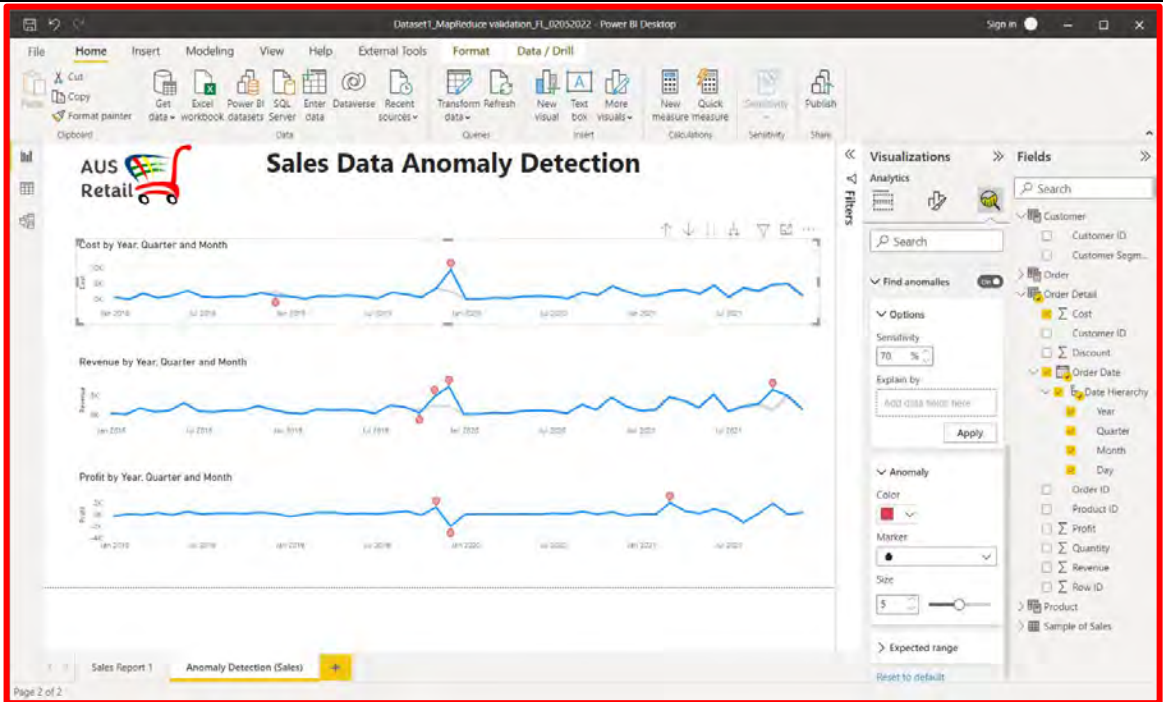 Dataset1_MapReduce validation_FL_02052022 - Power BI Desktop
Sign in
File Home Insert Modeling View Help External Tools Format Data / Drill
Cut
Copy
Format painter
Paste
Get data
Excel workbook
Power BI datasets
SQL Server
Enter data
Dataverse
Recent sources
Transform data
Refresh
New visual
Text box
More visuals
New measure
Quick measure
Sensitivity
Publish
Clipboard Data Queries Insert Calculations Sensitivity Share
AUS
Retail
Sales Data Anomaly Detection
Cost by Year, Quarter and Month
Cost
0K
Jul 2018 Jan 2019 Jul 2019 Jan 2020 Jul 2020 Jan 2021 Jul 2021
Revenue by Year, Quarter and Month
Revenue
0K
Jul 2018 Jan 2019 Jul 2019 Jan 2020 Jul 2020 Jan 2021 Jul 2021
Profit by Year, Quarter and Month
Profit
Jul 2018 Jan 2019 Jul 2019 Jan 2020 Jul 2020 Jan 2021 Jul 2021
Filters
Visualizations
Analytics
Search
Find anomalies On
Options
Sensitivity
70 %
Explain by
Add data fields here
Apply
Anomaly
Color
Marker
Size
5
Expected range
Reset to default
Fields
Search
Customer
Customer ID
Customer Segm...
Order
Order Detail
Cost
Customer ID
Discount
Order Date
Date Hierarchy
Year
Quarter
Month
Day
Order ID
Product ID
Profit
Quantity
Revenue
Row ID
Product
Sample of Sales
Sales Report 1 Anomaly Detection (Sales)
Page 2 of 2